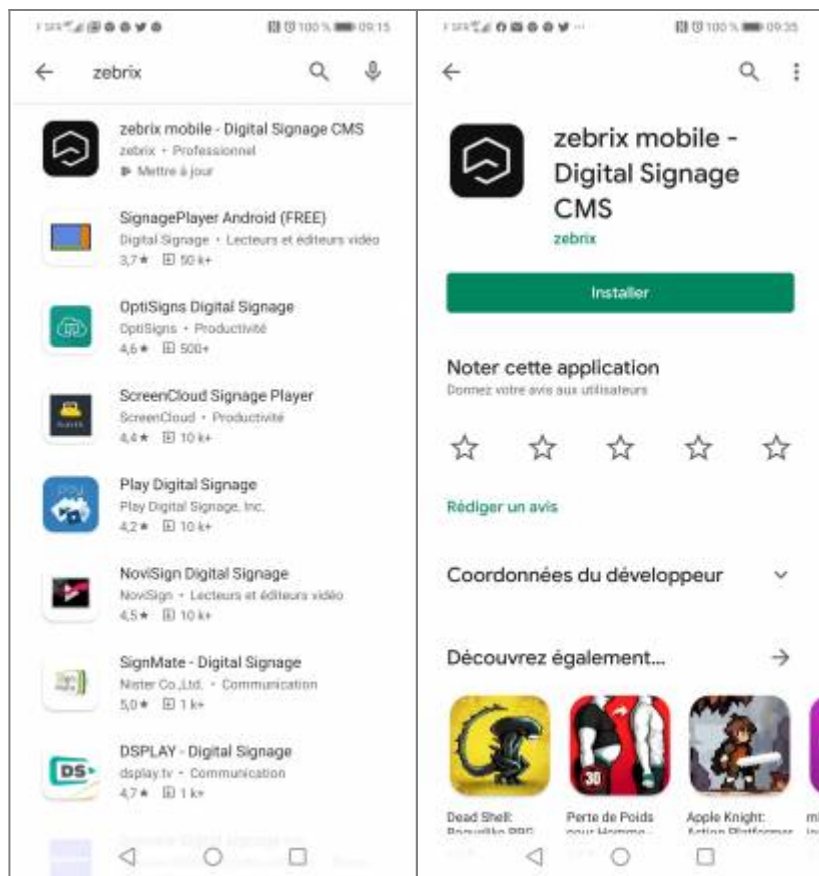 100 % 09:15
zebrix
zebrix mobile - Digital Signage CMS
zebrix • Professionnel
Mettre à jour
SignagePlayer Android (FREE)
Digital Signage • Lecteurs et éditeurs vidéo
3,7★ 50 k+
OptiSigns Digital Signage
OptiSigns • Productivité
4,6★ 500+
ScreenCloud Signage Player
ScreenCloud • Productivité
4,4★ 10 k+
Play Digital Signage
Play Digital Signage, Inc.
4,2★ 10 k+
NoviSign Digital Signage
NoviSign • Lecteurs et éditeurs vidéo
4,5★ 10 k+
SignMate - Digital Signage
Nister Co.,Ltd. • Communication
5,0★ 1 k+
DS
DSPLAY - Digital Signage
dsplay.tv • Communication
4,7★ 1 k+
100 % 09:35
zebrix mobile -
Digital Signage
CMS
zebrix
Installer
Noter cette application
Donnez votre avis aux utilisateurs
Rédiger un avis
Coordonnées du développeur
Découvrez également...
30
Dead Shell:
Roguelike RPG
Perte de Poids
pour Homme
Apple Knight:
Action Platformer